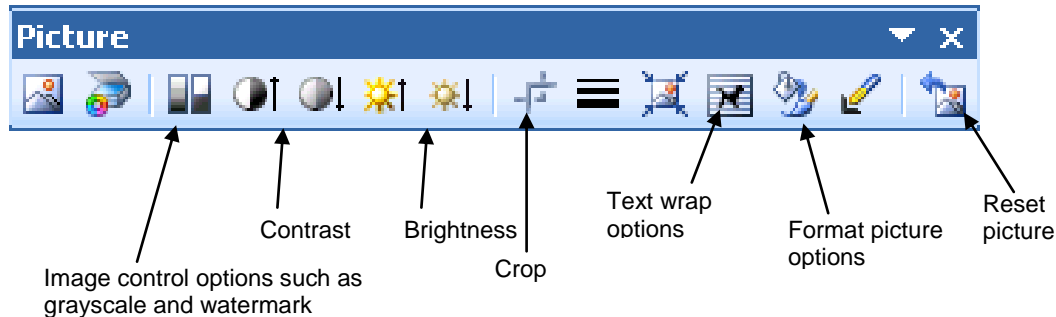 Picture
Contrast
Brightness
Crop
Text wrap
options
Format picture
options
Reset
picture
Image control options such as
grayscale and watermark